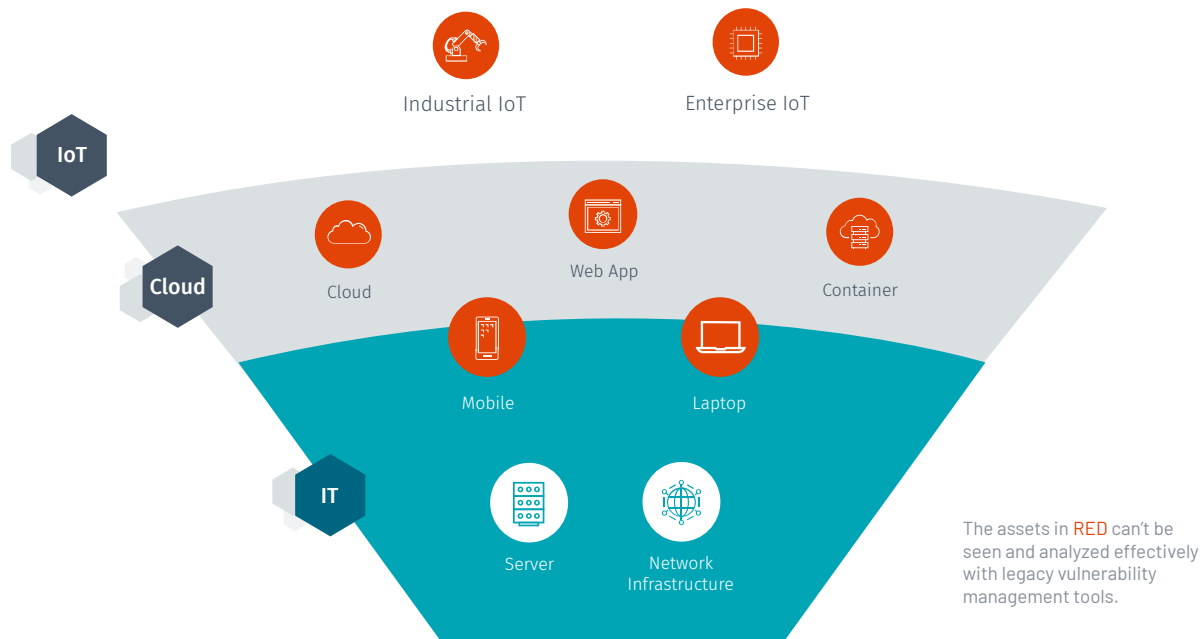 Industrial IoT
Enterprise IoT
IoT
Cloud
Web App
Container
Cloud
Mobile
Laptop
IT
Server
Network
Infrastructure
The assets in RED can’t be
seen and analyzed effectively
with legacy vulnerability
management tools.